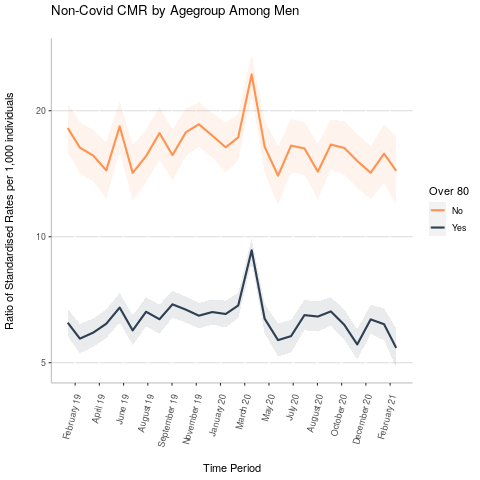 Non-Covid CMR by Agegroup Among Men
Ratio of Standardised Rates per 1,000 individuals
20
10
5
Over 80
No
Yes
February 19
April 19
June 19
August 19
September 19
November 19
January 20
March 20
May 20
July 20
August 20
October 20
December 20
February 21
Time Period